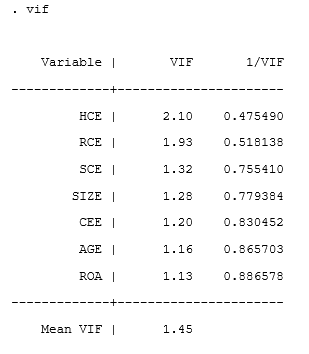 . vif
Variable | VIF 1/VIF
-------------+----------------------
HCE | 2.10 0.475490
RCE | 1.93 0.518138
SCE | 1.32 0.755410
SIZE | 1.28 0.779384
CEE | 1.20 0.830452
AGE | 1.16 0.865703
ROA | 1.13 0.886578
-------------+----------------------
Mean VIF | 1.45